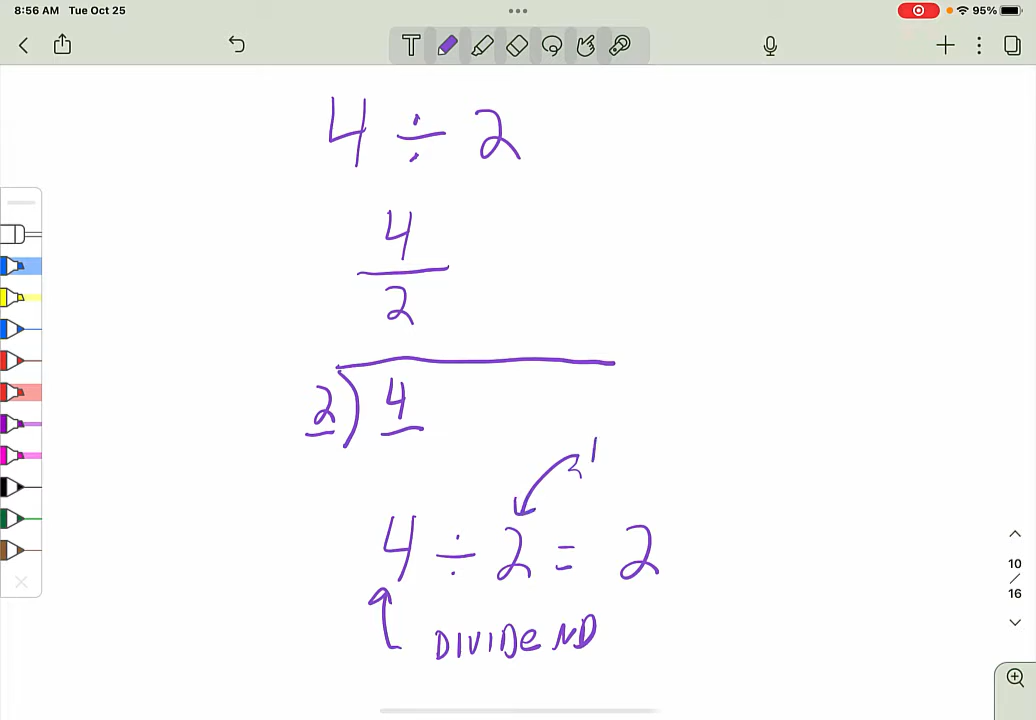 8:56 AM Tue Oct 25
95%
T
4 ÷ 2
4
2
2 ) 4
4 ÷ 2 = 2
DIVIDeND
10
/
16